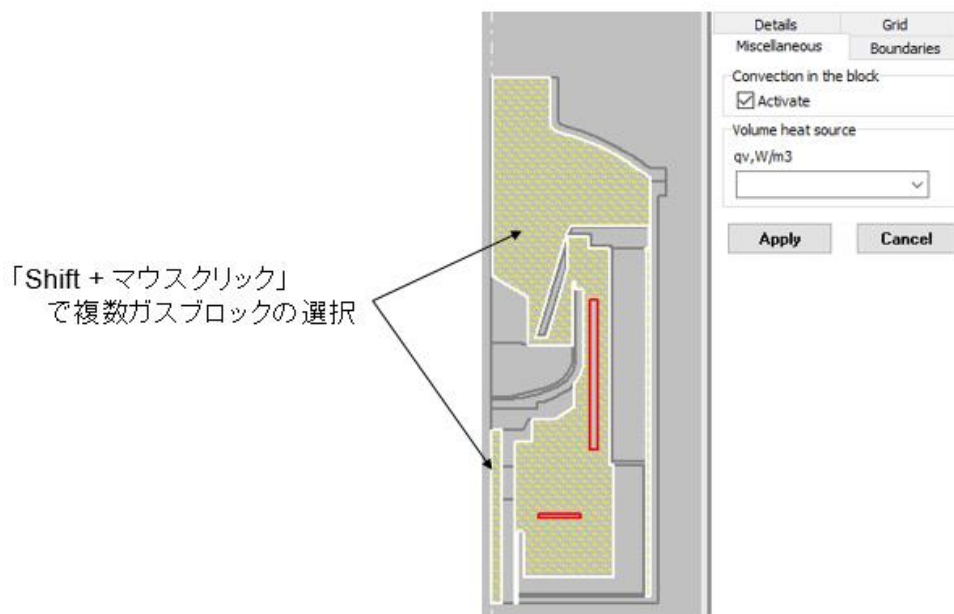 Details Grid
Miscellaneous Boundaries
Convection in the block
Activate
Volume heat source
qv,W/m3
Apply Cancel
「Shift + マウスクリック」
で複数ガスブロックの選択